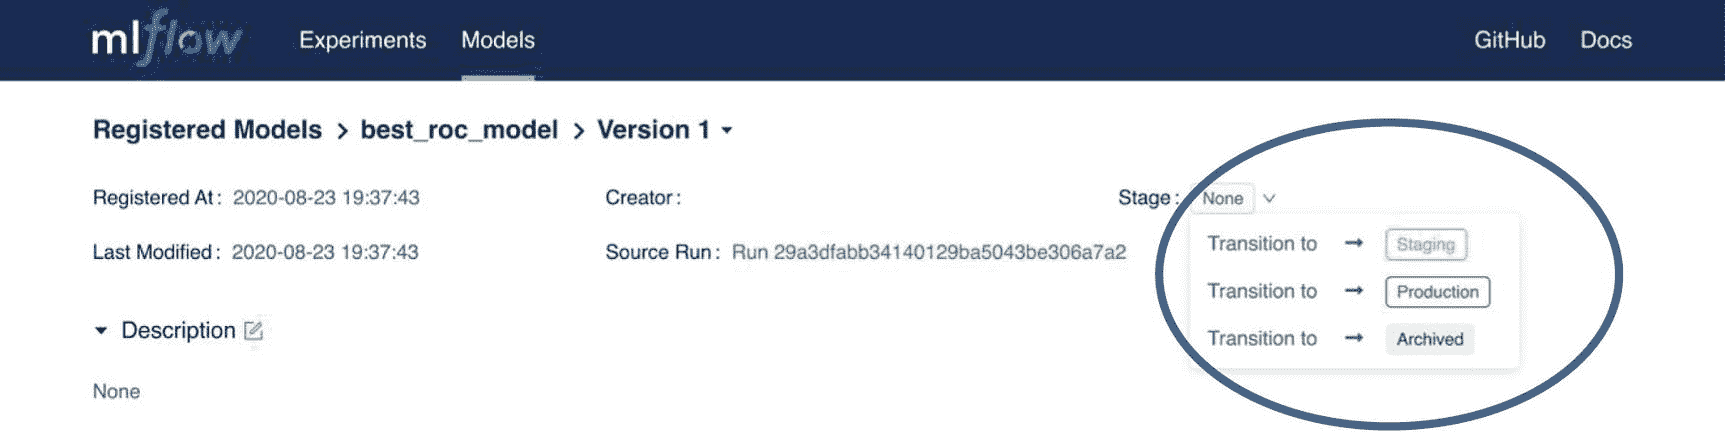 mlflow Experiments Models GitHub Docs
Registered Models > best_roc_model > Version 1
Registered At: 2020-08-23 19:37:43 Creator: Stage: None
Last Modified: 2020-08-23 19:37:43 Source Run: Run 29a3dfabb34140129ba5043be306a7a2
Transition to → Staging
Transition to → Production
Transition to → Archived
Description
None